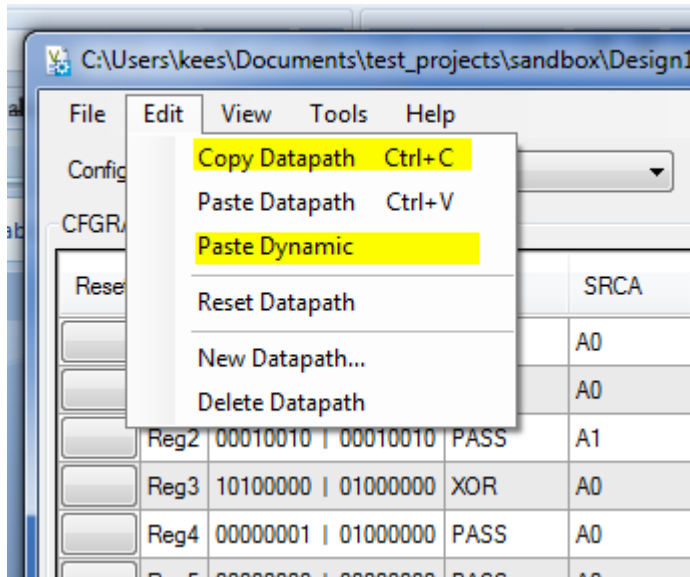 C:\Users\kees\Documents\test_projects\sandbox\Design1
File Edit View Tools Help
Config
Copy Datapath Ctrl+C
Paste Datapath Ctrl+V
CFGRA
Paste Dynamic
Reset SRCA
Reset Datapath
A0
New Datapath...
A0
Delete Datapath
Reg2 00010010 | 00010010 PASS A1
Reg3 10100000 | 01000000 XOR A0
Reg4 00000001 | 01000000 PASS A0